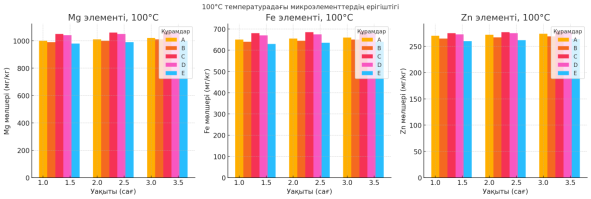 100°C температурадағы микроэлементтердің ерігіштігі
Mg элементі, 100°C
Mg мөлшері (мг/кг)
1000
800
600
400
200
0
1.0 1.5 2.0 2.5 3.0 3.5
Уақыты (сағ)
Құрамдар
A
B
C
D
E
Fe элементі, 100°C
Fe мөлшері (мг/кг)
700
600
500
400
300
200
100
0
1.0 1.5 2.0 2.5 3.0 3.5
Уақыты (сағ)
Құрамдар
A
B
C
D
E
Zn элементі, 100°C
Zn мөлшері (мг/кг)
250
200
150
100
50
0
1.0 1.5 2.0 2.5 3.0 3.5
Уақыты (сағ)
Құрамдар
A
B
C
D
E